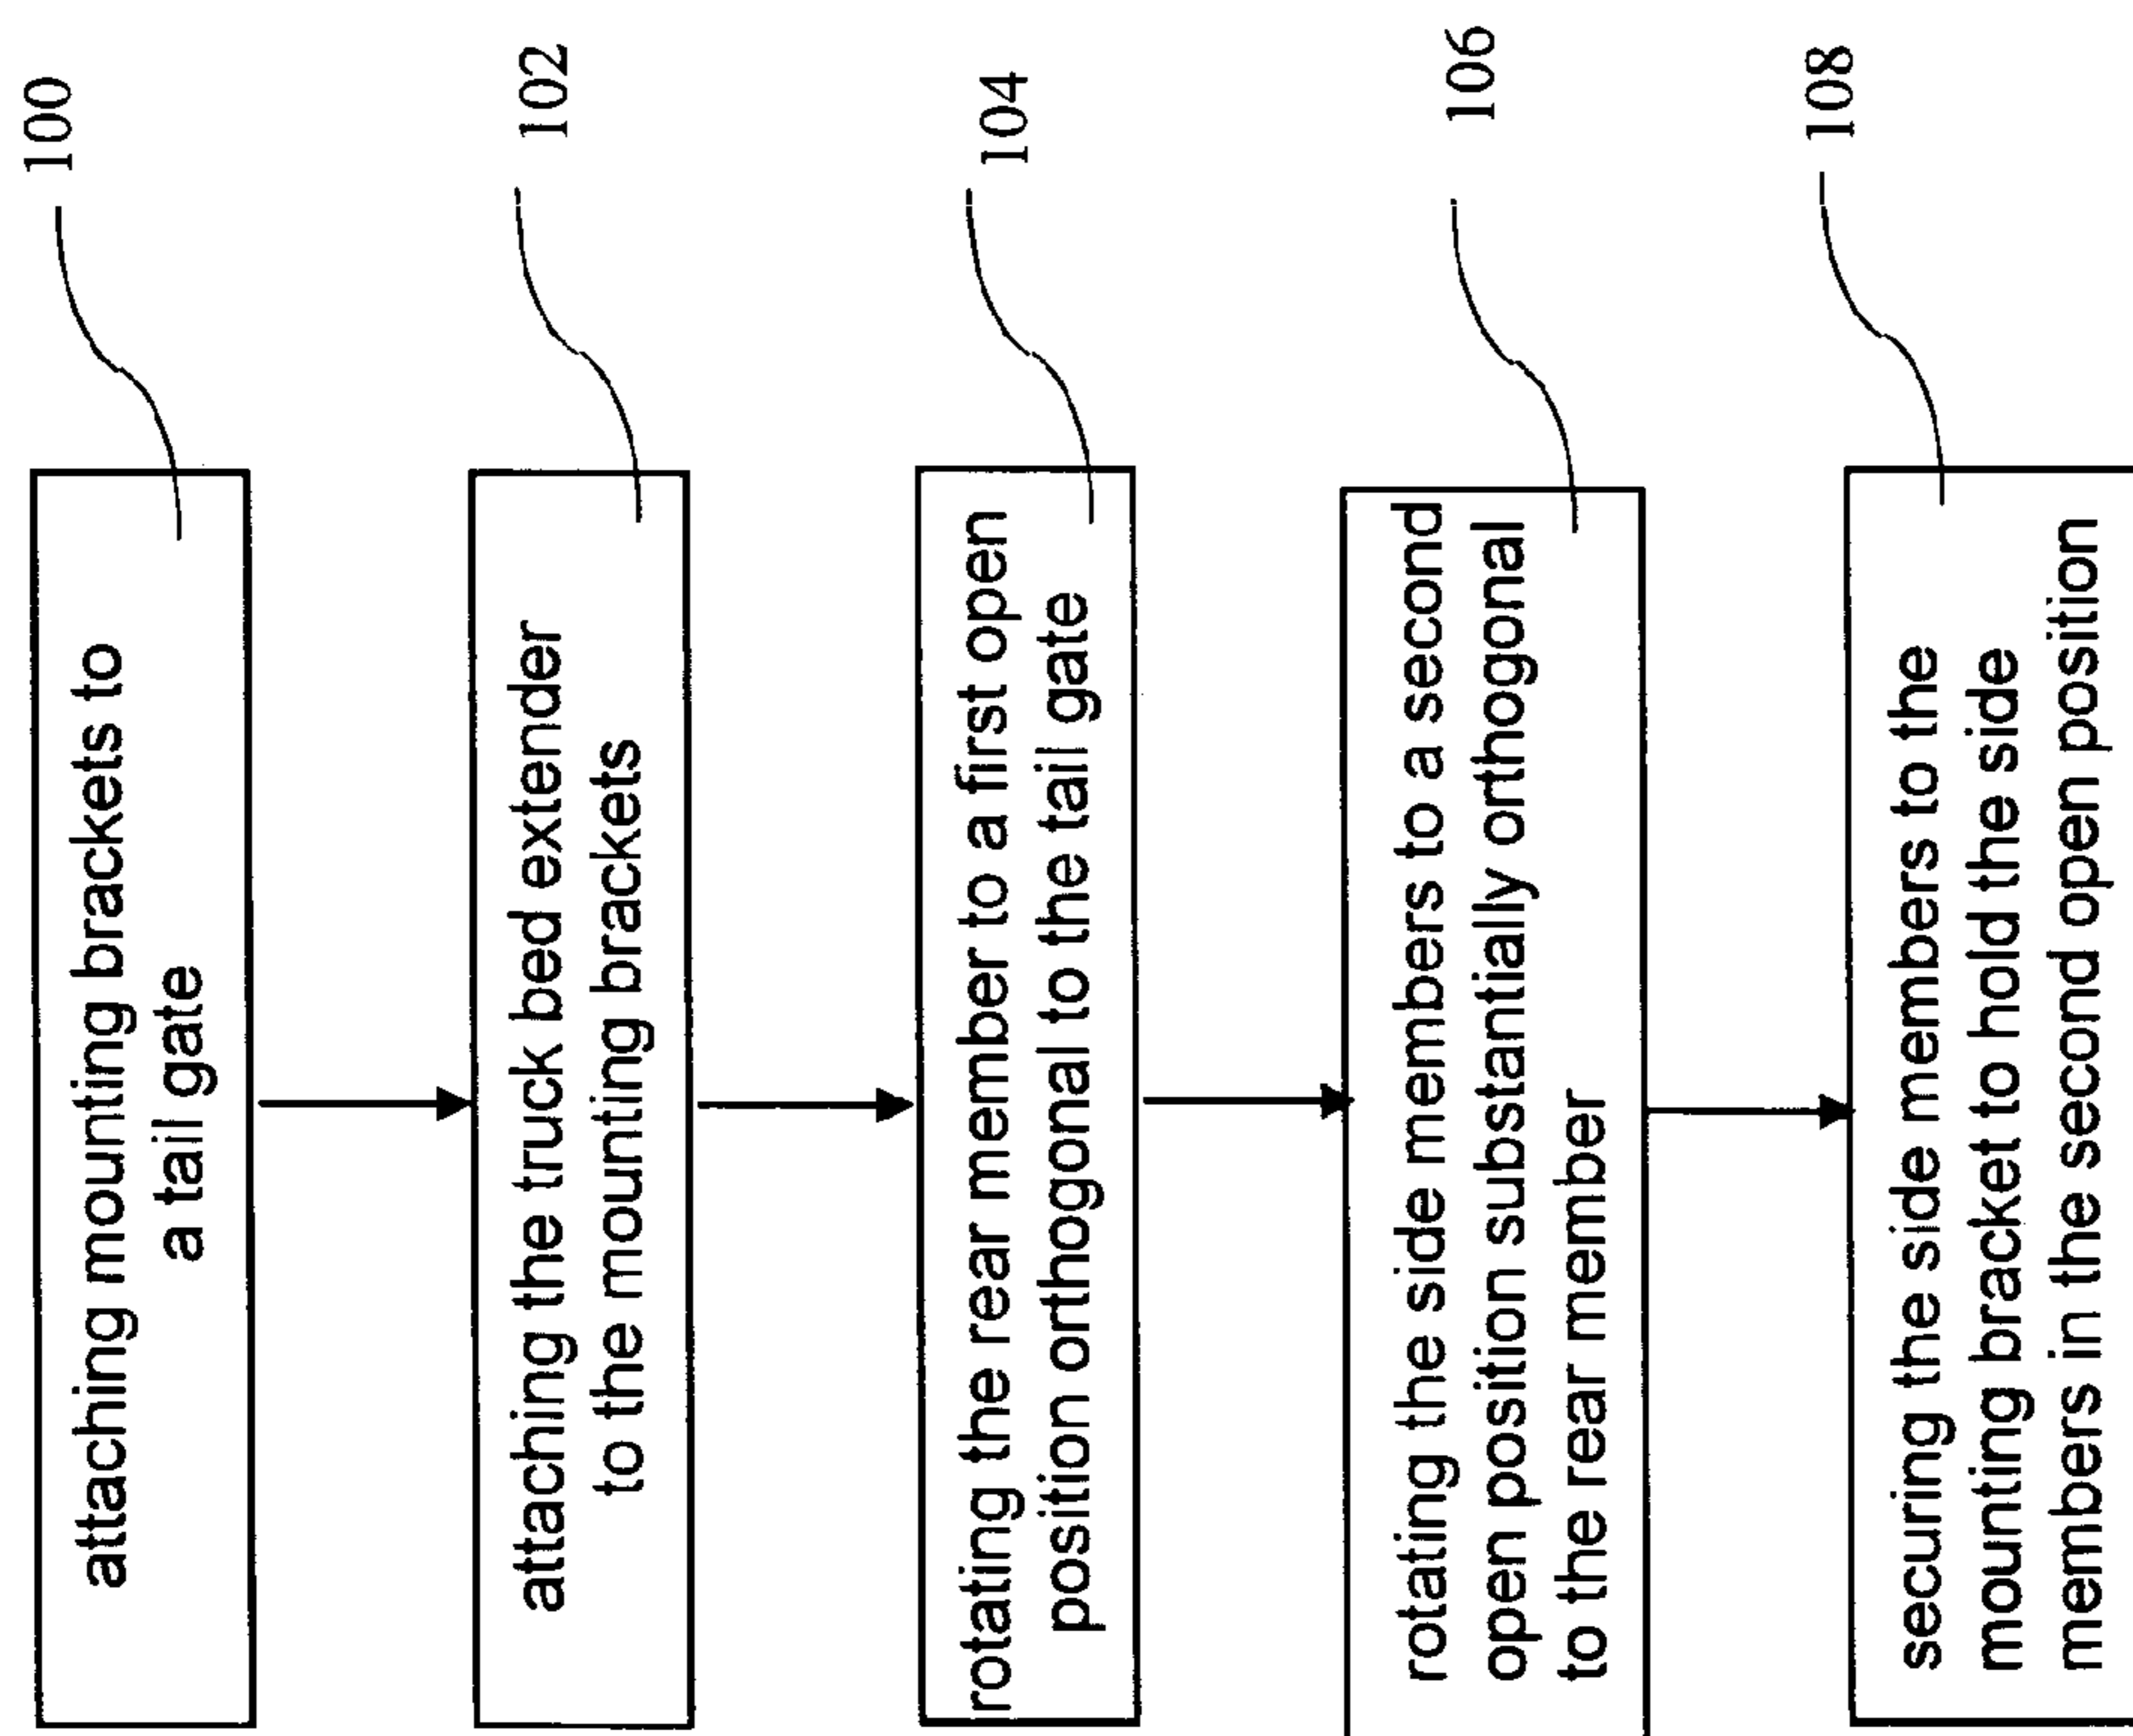 attaching mounting brackets to
a tail gate
100
attaching the truck bed extender
to the mounting brackets
102
rotating the rear member to a first open
position orthogonal to the tail gate
104
rotating the side members to a second
open position substantially orthogonal
to the rear member
106
securing the side members to the
mounting bracket to hold the side
members in the second open position
108